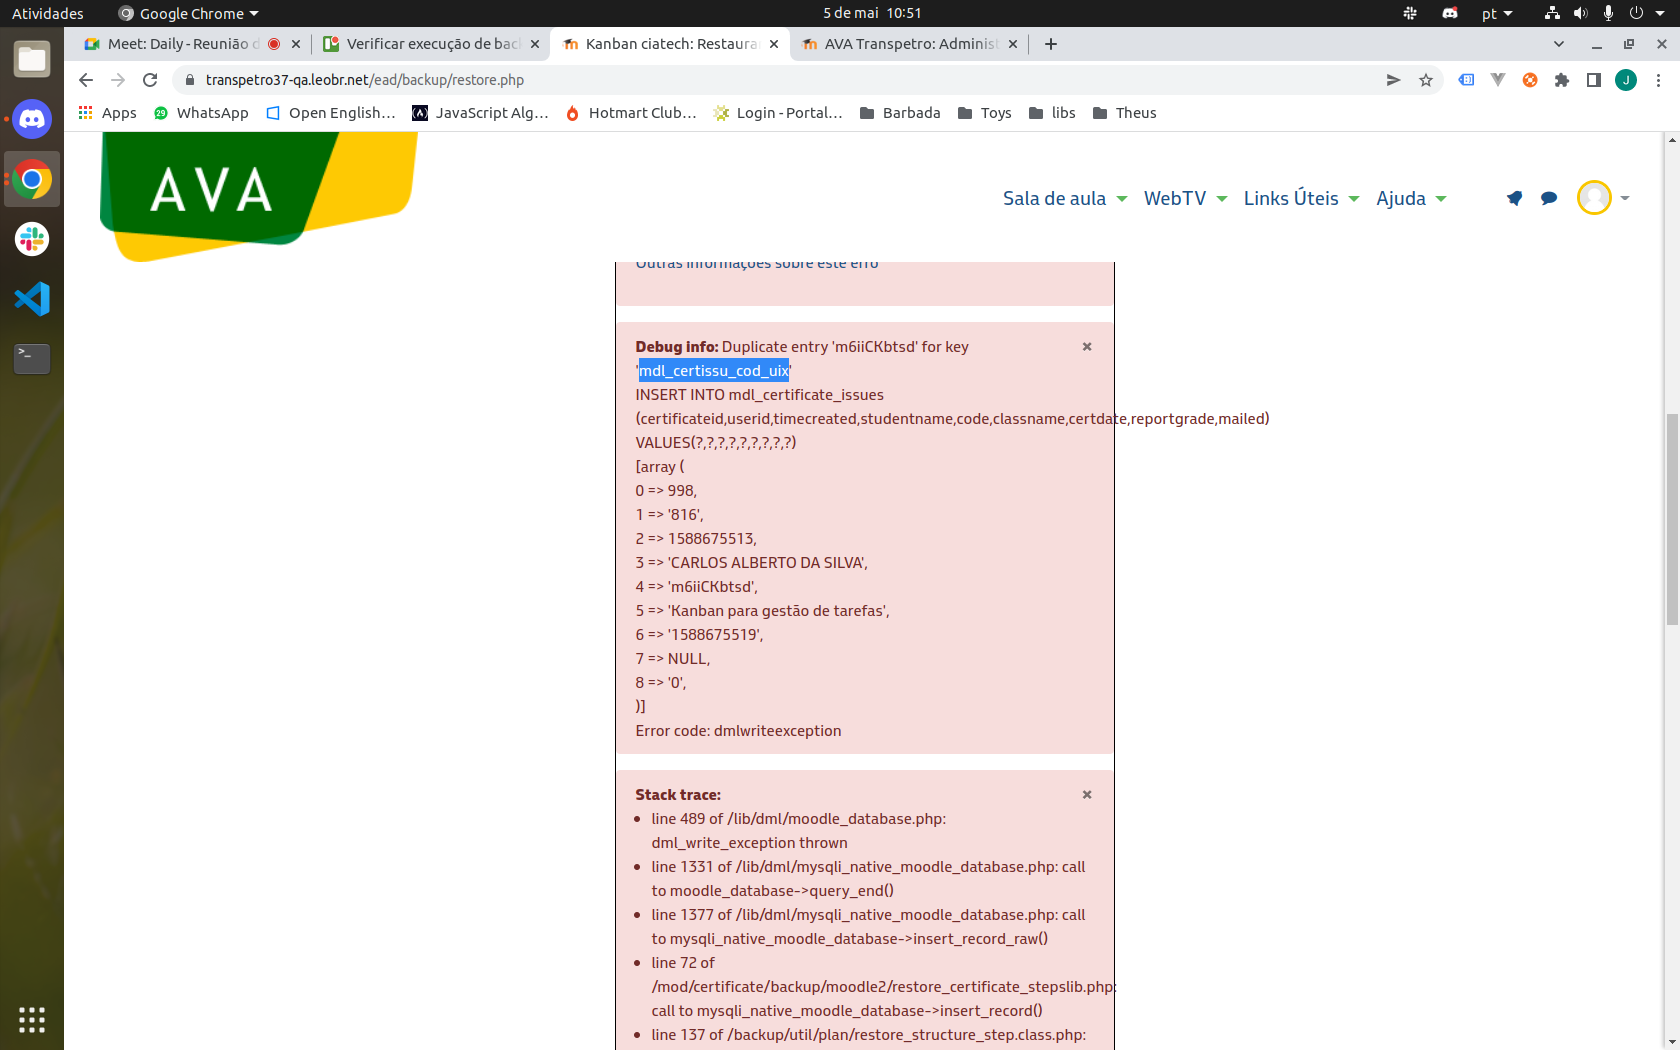 Atividades
Google Chrome
5 de mai 10:51
pt
Meet: Daily - Reunião d
Verificar execução de bac
Kanban ciatech: Restaura
AVA Transpetro: Administ
transpetro37-qa.leobr.net/ead/backup/restore.php
J
Apps
29
WhatsApp
Open English...
(A)
JavaScript Alg...
Hotmart Club...
Login - Portal...
Barbada
Toys
libs
Theus
AVA
Sala de aula
WebTV
Links Úteis
Ajuda
Outras informações sobre este erro
Debug info: Duplicate entry 'm6iiCKbtsd' for key
'mdl_certissu_cod_uix'
INSERT INTO mdl_certificate_issues
(certificateid,userid,timecreated,studentname,code,classname,certdate,reportgrade,mailed)
VALUES(?,?,?,?,?,?,?,?,?)
[array (
0 => 998,
1 => '816',
2 => 1588675513,
3 => 'CARLOS ALBERTO DA SILVA',
4 => 'm6iiCKbtsd',
5 => 'Kanban para gestão de tarefas',
6 => '1588675519',
7 => NULL,
8 => '0',
)]
Error code: dmlwriteexception
Stack trace:
• line 489 of /lib/dml/moodle_database.php:
dml_write_exception thrown
• line 1331 of /lib/dml/mysqli_native_moodle_database.php: call
to moodle_database->query_end()
• line 1377 of /lib/dml/mysqli_native_moodle_database.php: call
to mysqli_native_moodle_database->insert_record_raw()
• line 72 of
/mod/certificate/backup/moodle2/restore_certificate_stepslib.php:
call to mysqli_native_moodle_database->insert_record()
• line 137 of /backup/util/plan/restore_structure_step.class.php: